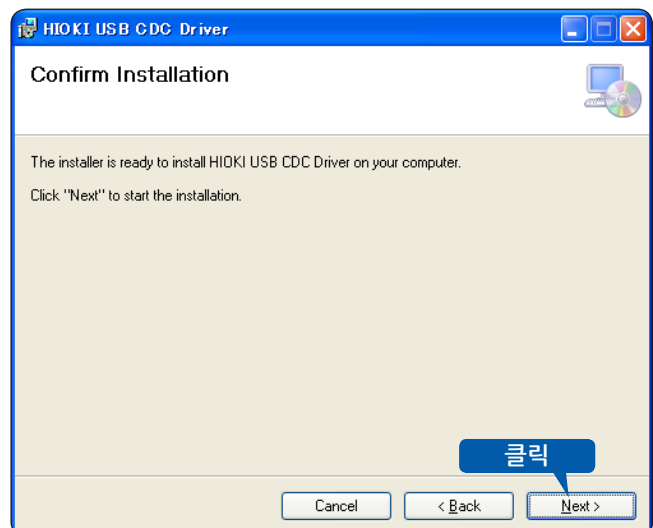 HIOKI USB CDC Driver
Confirm Installation
The installer is ready to install HIOKI USB CDC Driver on your computer.
Click "Next" to start the installation.
클릭
Cancel
< Back
Next >